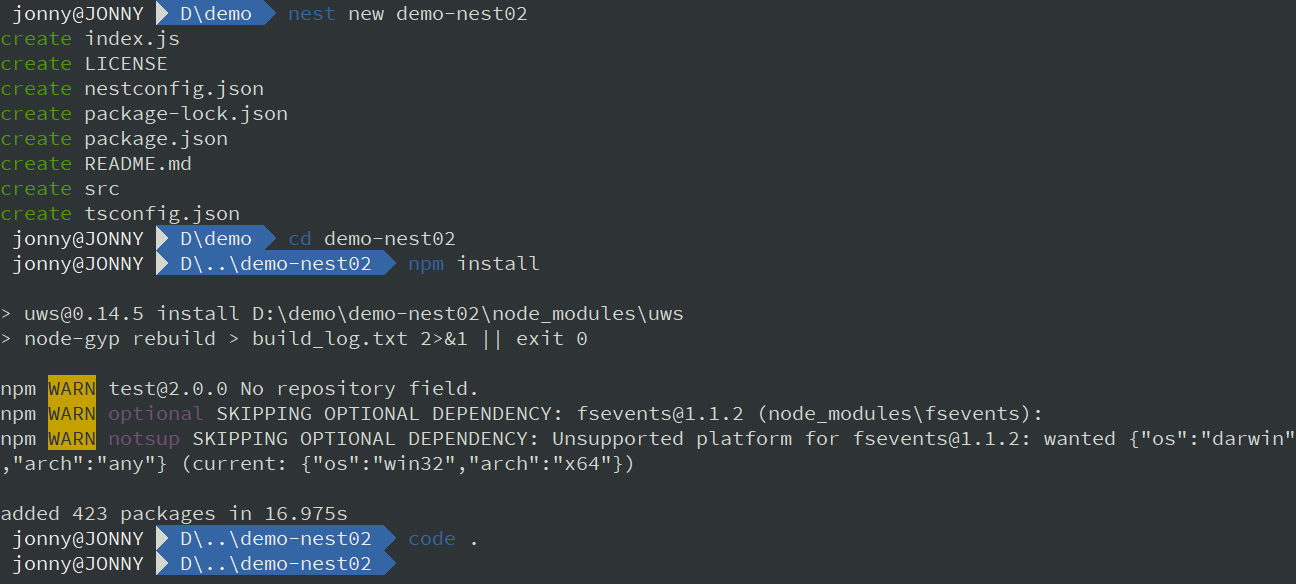 jonny@JONNY D\demo nest new demo-nest02
create index.js
create LICENSE
create nestconfig.json
create package-lock.json
create package.json
create README.md
create src
create tsconfig.json
jonny@JONNY D\demo cd demo-nest02
jonny@JONNY D\..\demo-nest02 npm install
> uws@0.14.5 install D:\demo\demo-nest02\node_modules\uws
> node-gyp rebuild > build_log.txt 2>&1 || exit 0
npm WARN test@2.0.0 No repository field.
npm WARN optional SKIPPING OPTIONAL DEPENDENCY: fsevents@1.1.2 (node_modules\fsevents):
npm WARN notsup SKIPPING OPTIONAL DEPENDENCY: Unsupported platform for fsevents@1.1.2: wanted {"os":"darwin"
,"arch":"any"} (current: {"os":"win32","arch":"x64"})
added 423 packages in 16.975s
jonny@JONNY D\..\demo-nest02 code .
jonny@JONNY D\..\demo-nest02